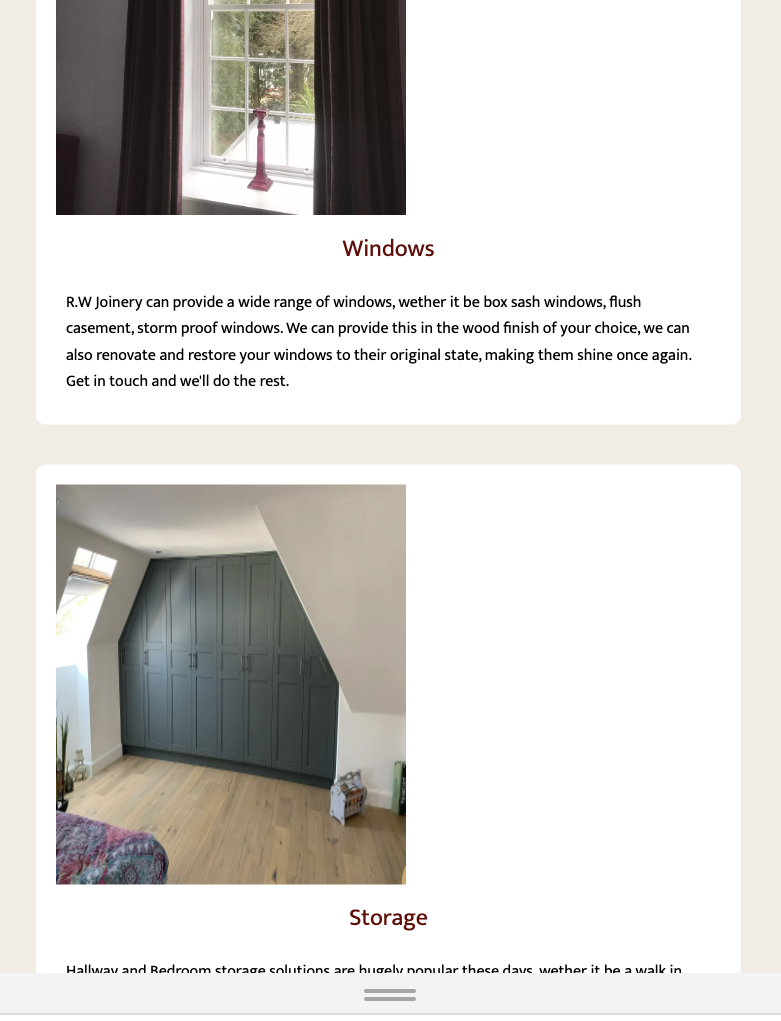 Windows
R.W Joinery can provide a wide range of windows, wether it be box sash windows, flush
casement, storm proof windows. We can provide this in the wood finish of your choice, we can
also renovate and restore your windows to their original state, making them shine once again.
Get in touch and we'll do the rest.
Storage
Hallway and Bedroom storage solutions are hugely popular these days, wether it be a walk in